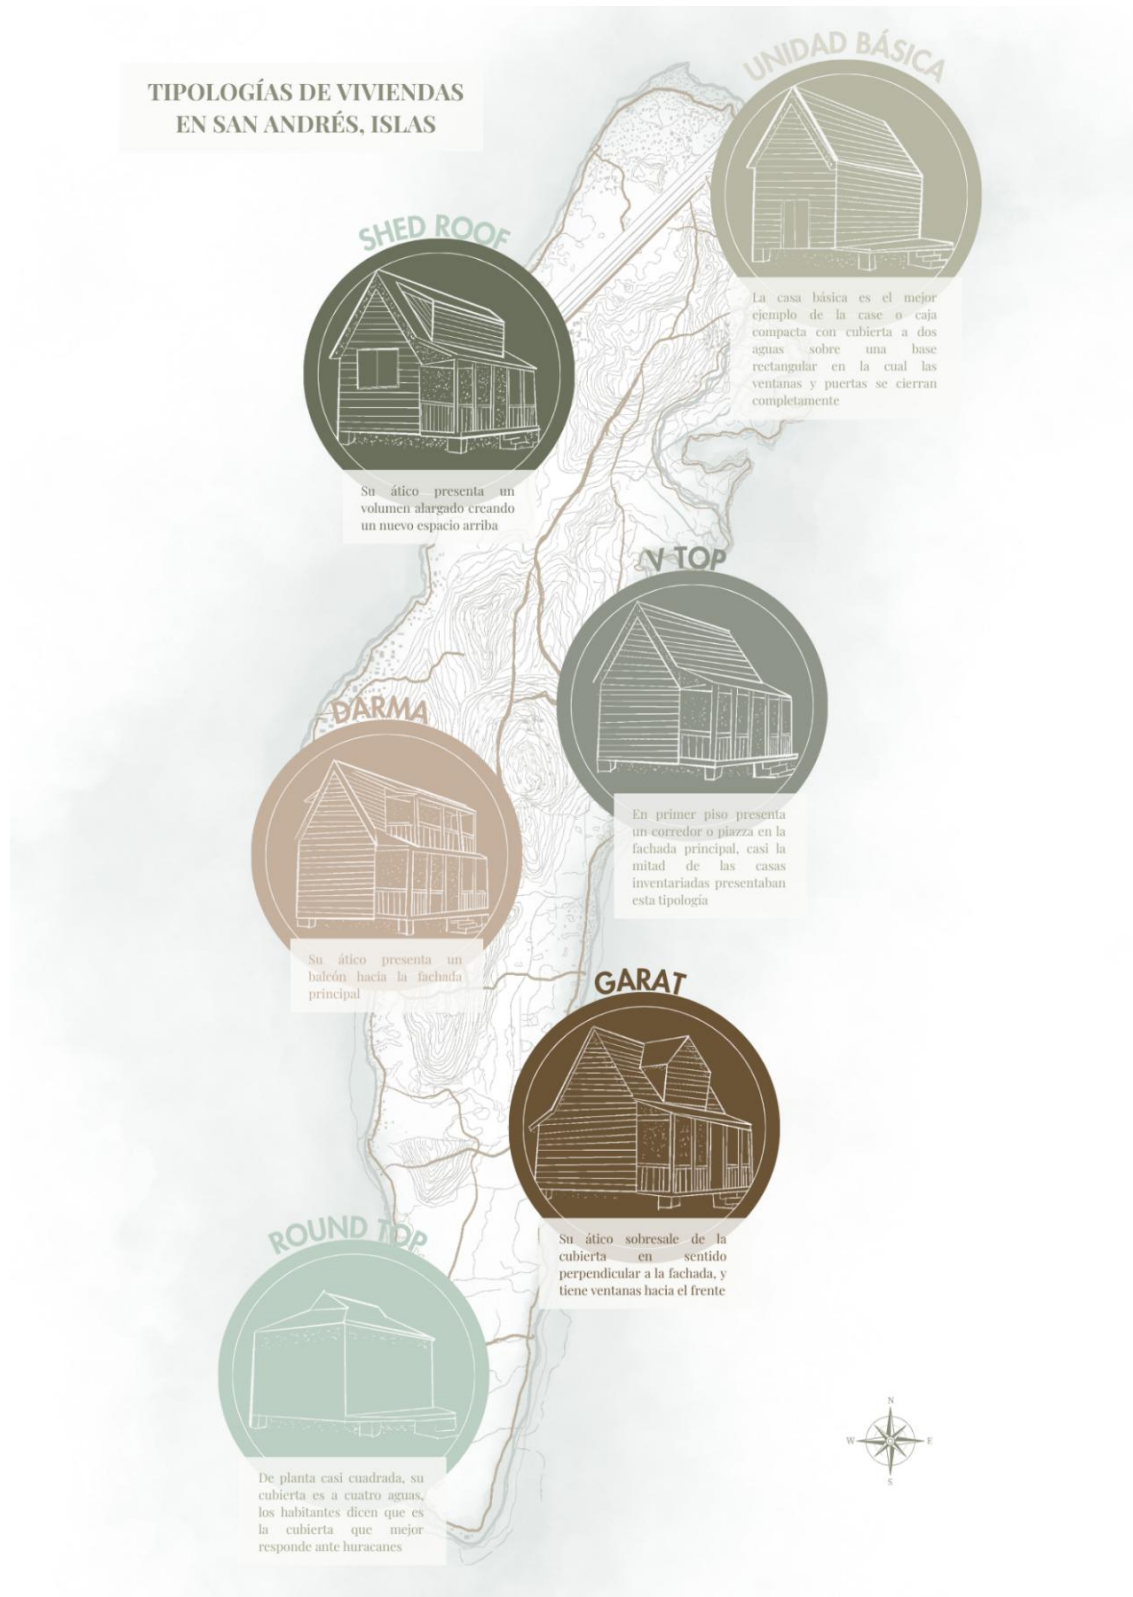 TIPOLOGÍAS DE VIVIENDAS
EN SAN ANDRÉS, ISLAS
UNIDAD BÁSICA
La casa básica es el mejor
ejemplo de la case o caja
compacta con cubierta a dos
aguas sobre una base
rectangular en la cual las
ventanas y puertas se cierran
completamente
SHED ROOF
Su ático presenta un
volumen alargado creando
un nuevo espacio arriba
V TOP
En primer piso presenta
un corredor o piazza en la
fachada principal, casi la
mitad de las casas
inventariadas presentaban
esta tipología
DARMA
Su ático presenta un
balcón hacia la fachada
principal
GARAT
Su ático sobresale de la
cubierta en sentido
perpendicular a la fachada, y
tiene ventanas hacia el frente
ROUND TOP
De planta casi cuadrada, su
cubierta es a cuatro aguas,
los habitantes dicen que es
la cubierta que mejor
responde ante huracanes
N
W E
S